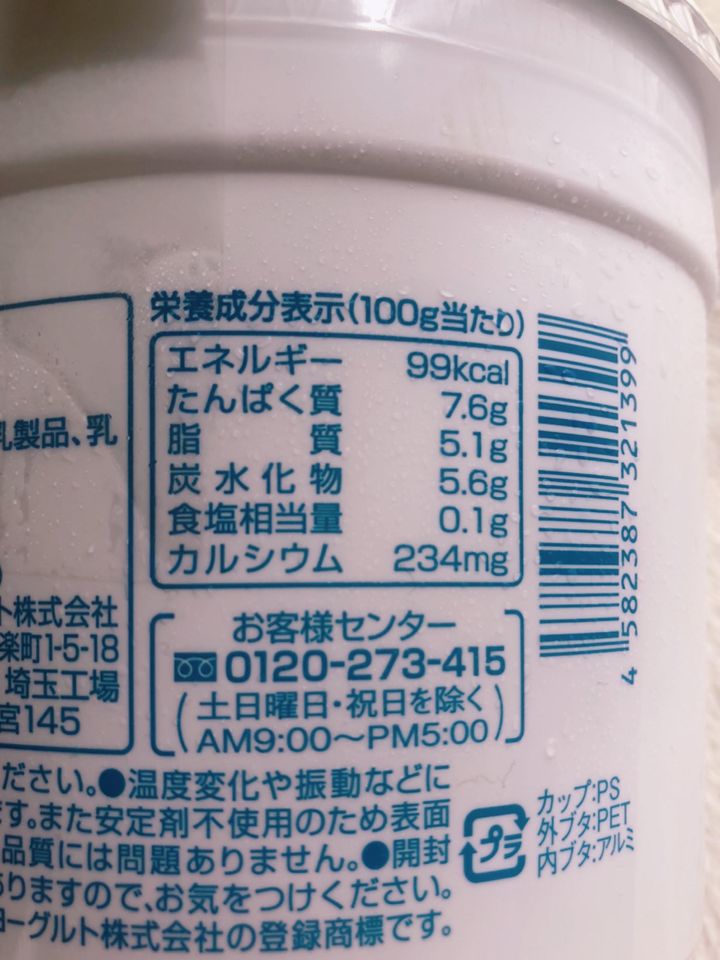 栄養成分表示(100g当たり)
エネルギー 99kcal
たんぱく質 7.6g
脂質 5.1g
炭水化物 5.6g
食塩相当量 0.1g
カルシウム 234mg
乳製品、乳
ト株式会社
楽町1-5-18
埼玉工場
宮145
お客様センター
0120-273-415
(土日曜日・祝日を除く
AM9:00〜PM5:00)
4 582387 321399
ださい。●温度変化や振動などに
ます。また安定剤不使用のため表面
品質には問題ありません。●開封
ありますので、お気をつけください。
ヨーグルト株式会社の登録商標です。
プラ
カップ:PS
外ブタ:PET
内ブタ:アルミ